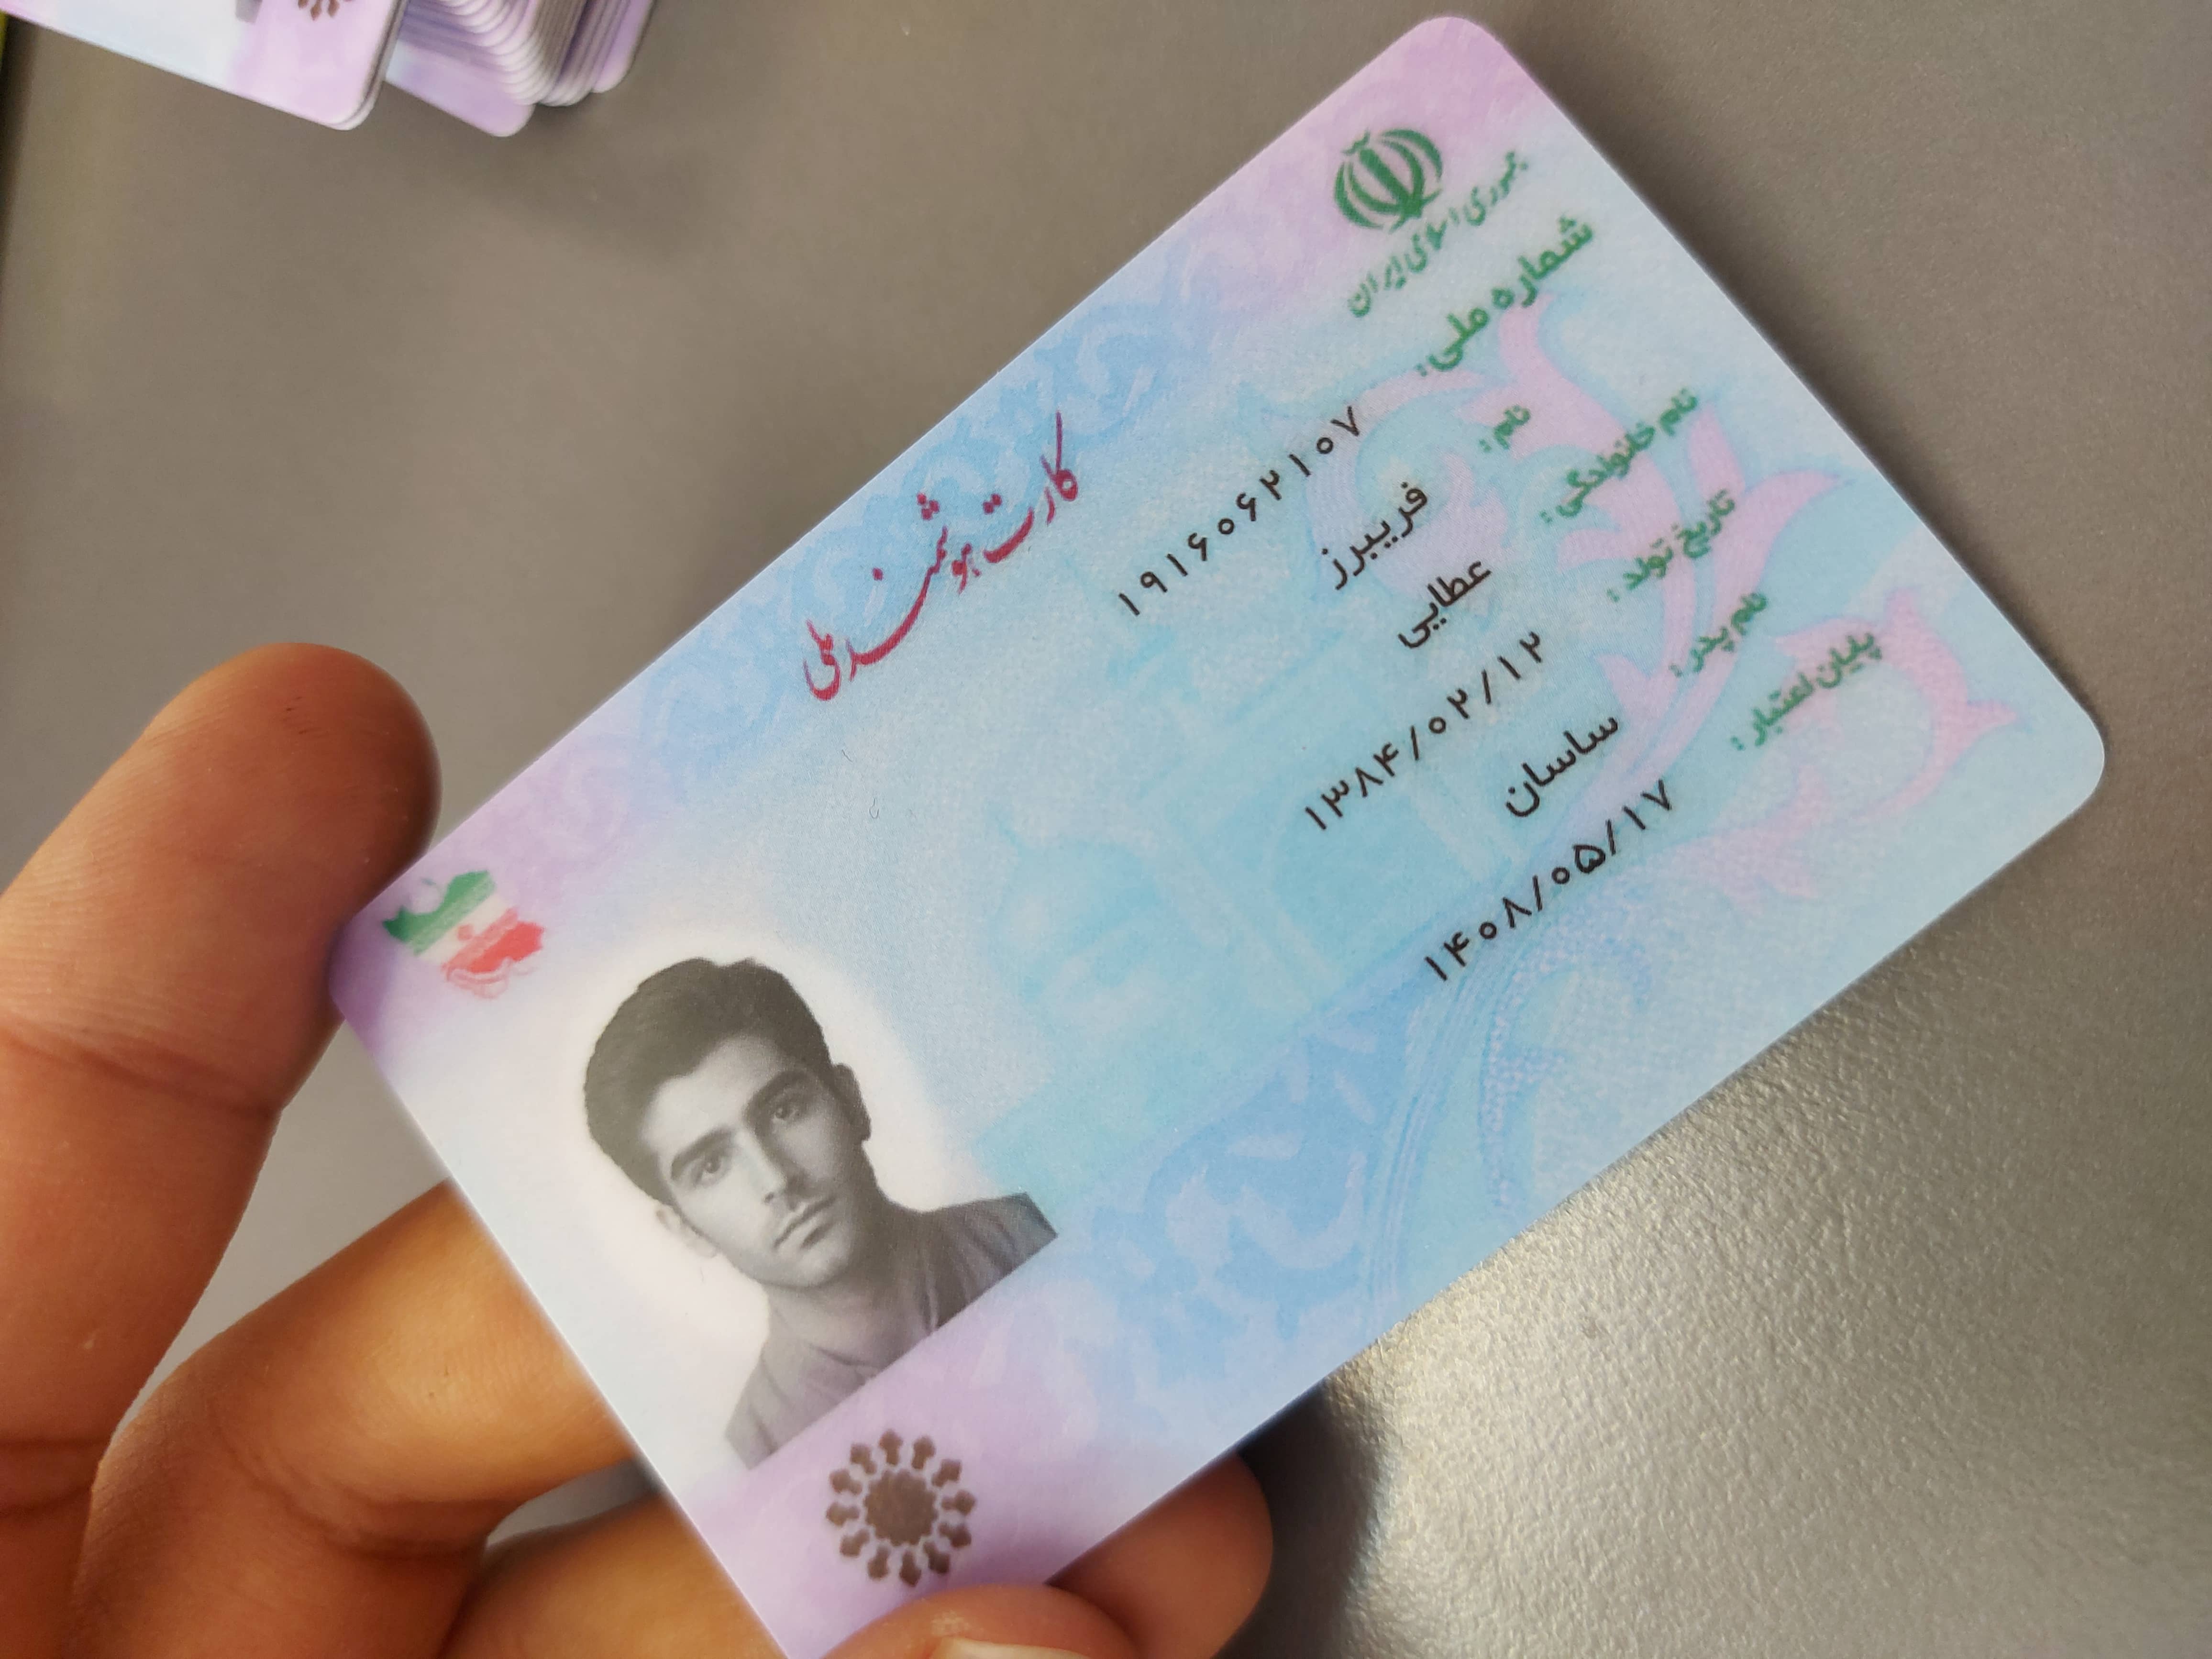 جمهوری اسلامی ایران
کارت هوشمند ملی
شماره ملی: ۱۹۱۶۰۶۲۱۰۷
نام: فریبرز
نام خانوادگی: عطایی
تاریخ تولد: ۱۳۸۴/۰۲/۱۲
نام پدر: ساسان
پایان اعتبار: ۱۴۰۸/۰۵/۱۷